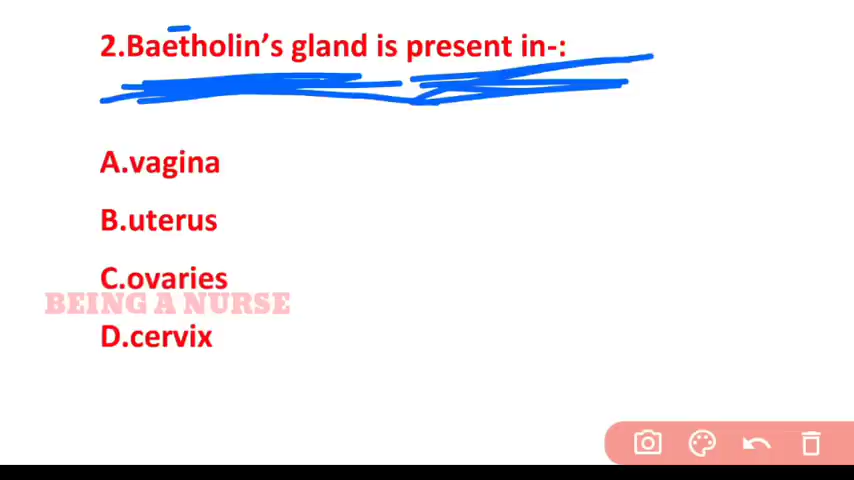 2.Baetholin’s gland is present in-:
A.vagina
B.uterus
C.ovaries
BEING A NURSE
D.cervix